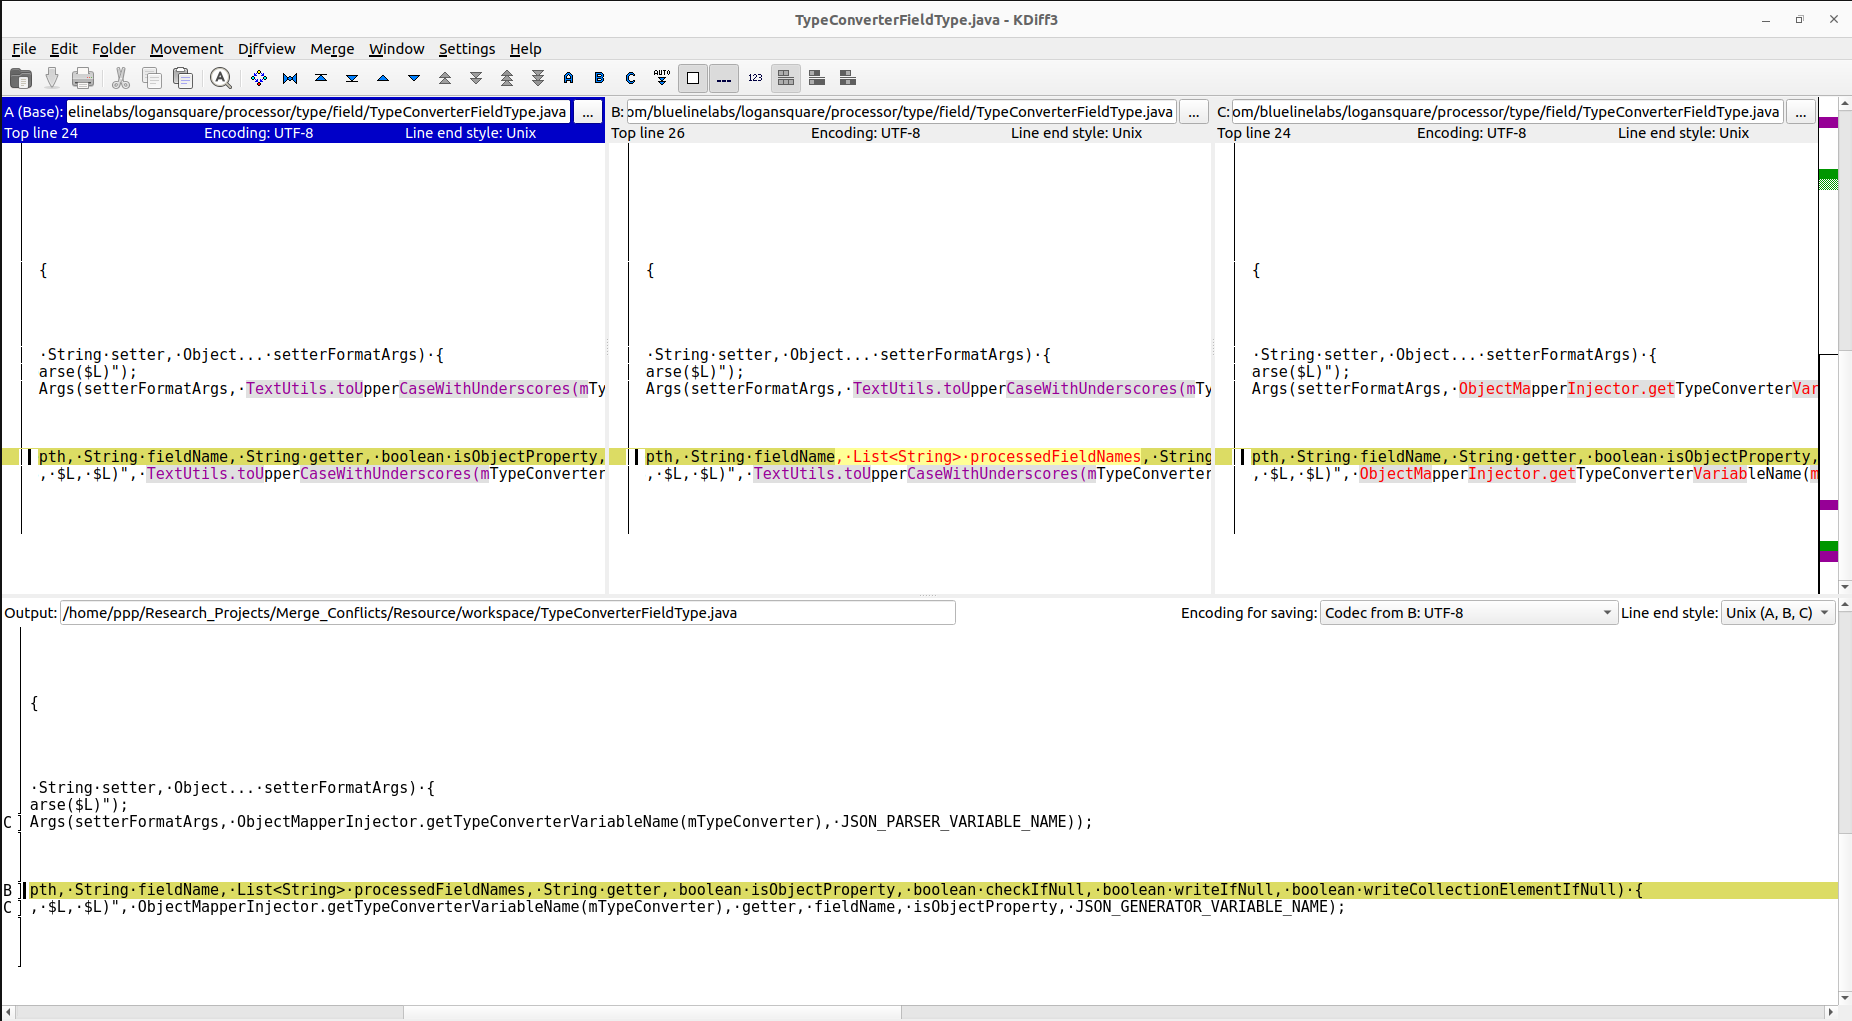 TypeConverterFieldType.java - KDiff3
File Edit Folder Movement Diffview Merge Window Settings Help
A B C AUTO 123
A (Base): elinelabs/logansquare/processor/type/field/TypeConverterFieldType.java ... B: om/bluelinelabs/logansquare/processor/type/field/TypeConverterFieldType.java ... C: om/bluelinelabs/logansquare/processor/type/field/TypeConverterFieldType.java ...
Top line 24 Encoding: UTF-8 Line end style: Unix Top line 26 Encoding: UTF-8 Line end style: Unix Top line 24 Encoding: UTF-8 Line end style: Unix
{ { {
·String·setter,·Object...·setterFormatArgs)·{ ·String·setter,·Object...·setterFormatArgs)·{ ·String·setter,·Object...·setterFormatArgs)·{
arse($L)"); arse($L)"); arse($L)");
Args(setterFormatArgs,·TextUtils.toUpperCaseWithUnderscores(mTy Args(setterFormatArgs,·TextUtils.toUpperCaseWithUnderscores(mTy Args(setterFormatArgs,·ObjectMapperInjector.getTypeConverterVar
pth,·String·fieldName,·String·getter,·boolean·isObjectProperty, pth,·String·fieldName,·List<String>·processedFieldNames,·String pth,·String·fieldName,·String·getter,·boolean·isObjectProperty,
,·$L,·$L)",·TextUtils.toUpperCaseWithUnderscores(mTypeConverter ,·$L,·$L)",·TextUtils.toUpperCaseWithUnderscores(mTypeConverter ,·$L,·$L)",·ObjectMapperInjector.getTypeConverterVariableName(m
Output: /home/ppp/Research_Projects/Merge_Conflicts/Resource/workspace/TypeConverterFieldType.java Encoding for saving: Codec from B: UTF-8 Line end style: Unix (A, B, C)
{
·String·setter,·Object...·setterFormatArgs)·{
arse($L)");
C Args(setterFormatArgs,·ObjectMapperInjector.getTypeConverterVariableName(mTypeConverter),·JSON_PARSER_VARIABLE_NAME));
B pth,·String·fieldName,·List<String>·processedFieldNames,·String·getter,·boolean·isObjectProperty,·boolean·checkIfNull,·boolean·writeIfNull,·boolean·writeCollectionElementIfNull)·{
C ,·$L,·$L)",·ObjectMapperInjector.getTypeConverterVariableName(mTypeConverter),·getter,·fieldName,·isObjectProperty,·JSON_GENERATOR_VARIABLE_NAME);